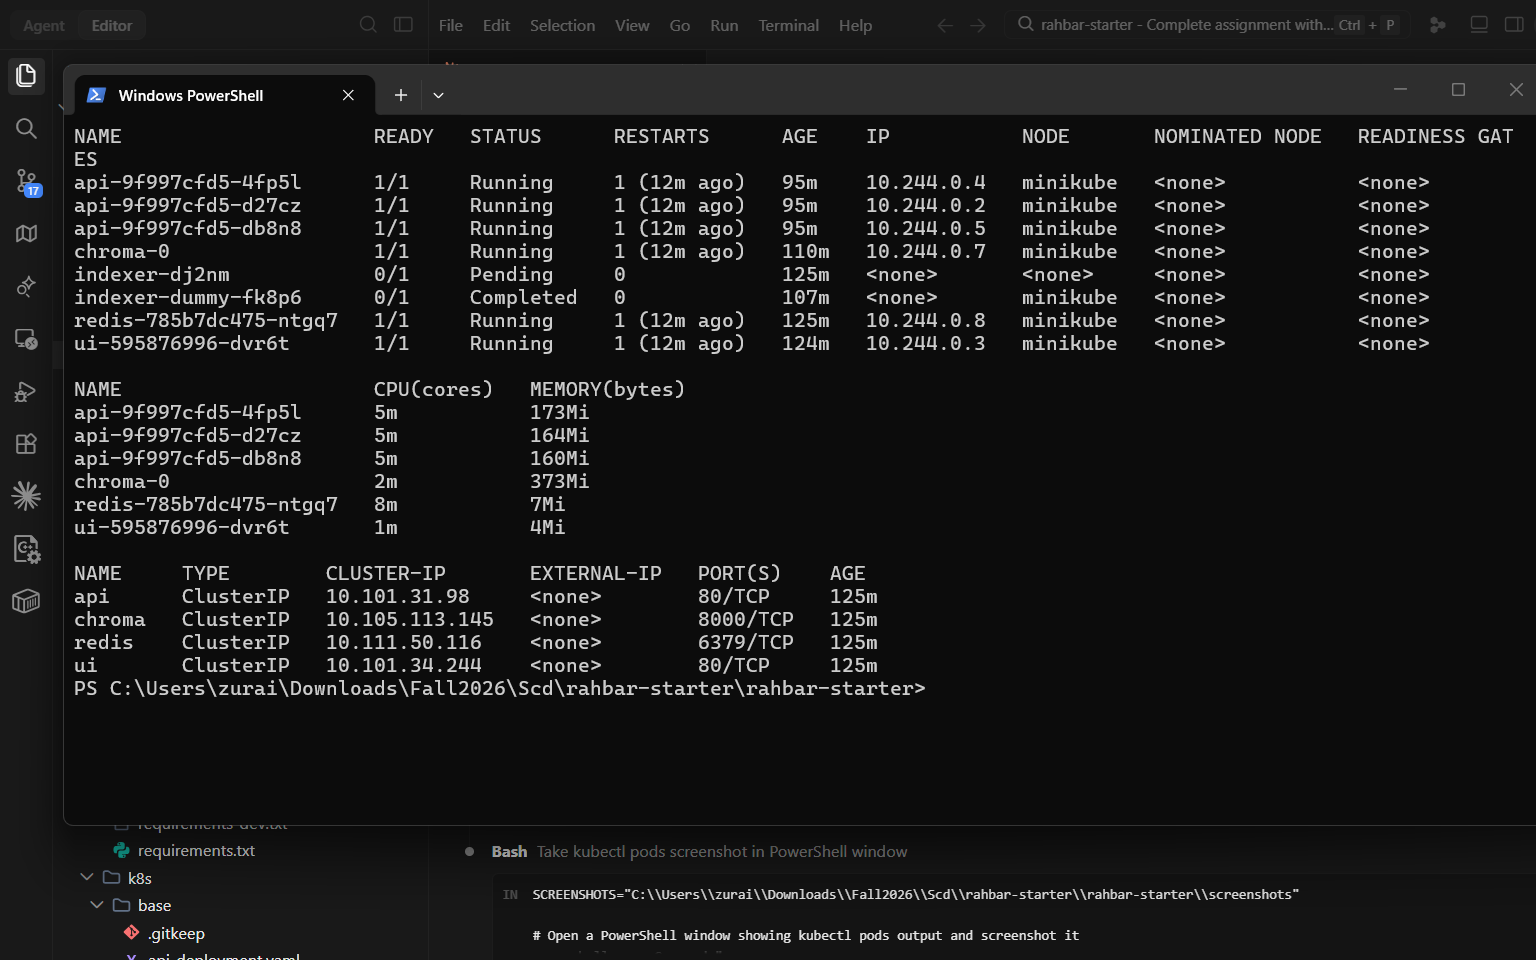 Agent Editor File Edit Selection View Go Run Terminal Help rahbar-starter - Complete assignment with... Ctrl + P
Windows PowerShell
NAME READY STATUS RESTARTS AGE IP NODE NOMINATED NODE READINESS GAT
ES
api-9f997cfd5-4fp5l 1/1 Running 1 (12m ago) 95m 10.244.0.4 minikube <none> <none>
api-9f997cfd5-d27cz 1/1 Running 1 (12m ago) 95m 10.244.0.2 minikube <none> <none>
api-9f997cfd5-db8n8 1/1 Running 1 (12m ago) 95m 10.244.0.5 minikube <none> <none>
chroma-0 1/1 Running 1 (12m ago) 110m 10.244.0.7 minikube <none> <none>
indexer-dj2nm 0/1 Pending 0 125m <none> <none> <none> <none>
indexer-dummy-fk8p6 0/1 Completed 0 107m <none> minikube <none> <none>
redis-785b7dc475-ntgq7 1/1 Running 1 (12m ago) 125m 10.244.0.8 minikube <none> <none>
ui-595876996-dvr6t 1/1 Running 1 (12m ago) 124m 10.244.0.3 minikube <none> <none>
NAME CPU(cores) MEMORY(bytes)
api-9f997cfd5-4fp5l 5m 173Mi
api-9f997cfd5-d27cz 5m 164Mi
api-9f997cfd5-db8n8 5m 160Mi
chroma-0 2m 373Mi
redis-785b7dc475-ntgq7 8m 7Mi
ui-595876996-dvr6t 1m 4Mi
NAME TYPE CLUSTER-IP EXTERNAL-IP PORT(S) AGE
api ClusterIP 10.101.31.98 <none> 80/TCP 125m
chroma ClusterIP 10.105.113.145 <none> 8000/TCP 125m
redis ClusterIP 10.111.50.116 <none> 6379/TCP 125m
ui ClusterIP 10.101.34.244 <none> 80/TCP 125m
PS C:\Users\zurai\Downloads\Fall2026\Scd\rahbar-starter\rahbar-starter>
17
requirements-dev.txt
requirements.txt
k8s
base
.gitkeep
api-deployment.yaml
Bash Take kubectl pods screenshot in PowerShell window
IN SCREENSHOTS="C:\\Users\\zurai\\Downloads\\Fall2026\\Scd\\rahbar-starter\\rahbar-starter\\screenshots"
# Open a PowerShell window showing kubectl pods output and screenshot it